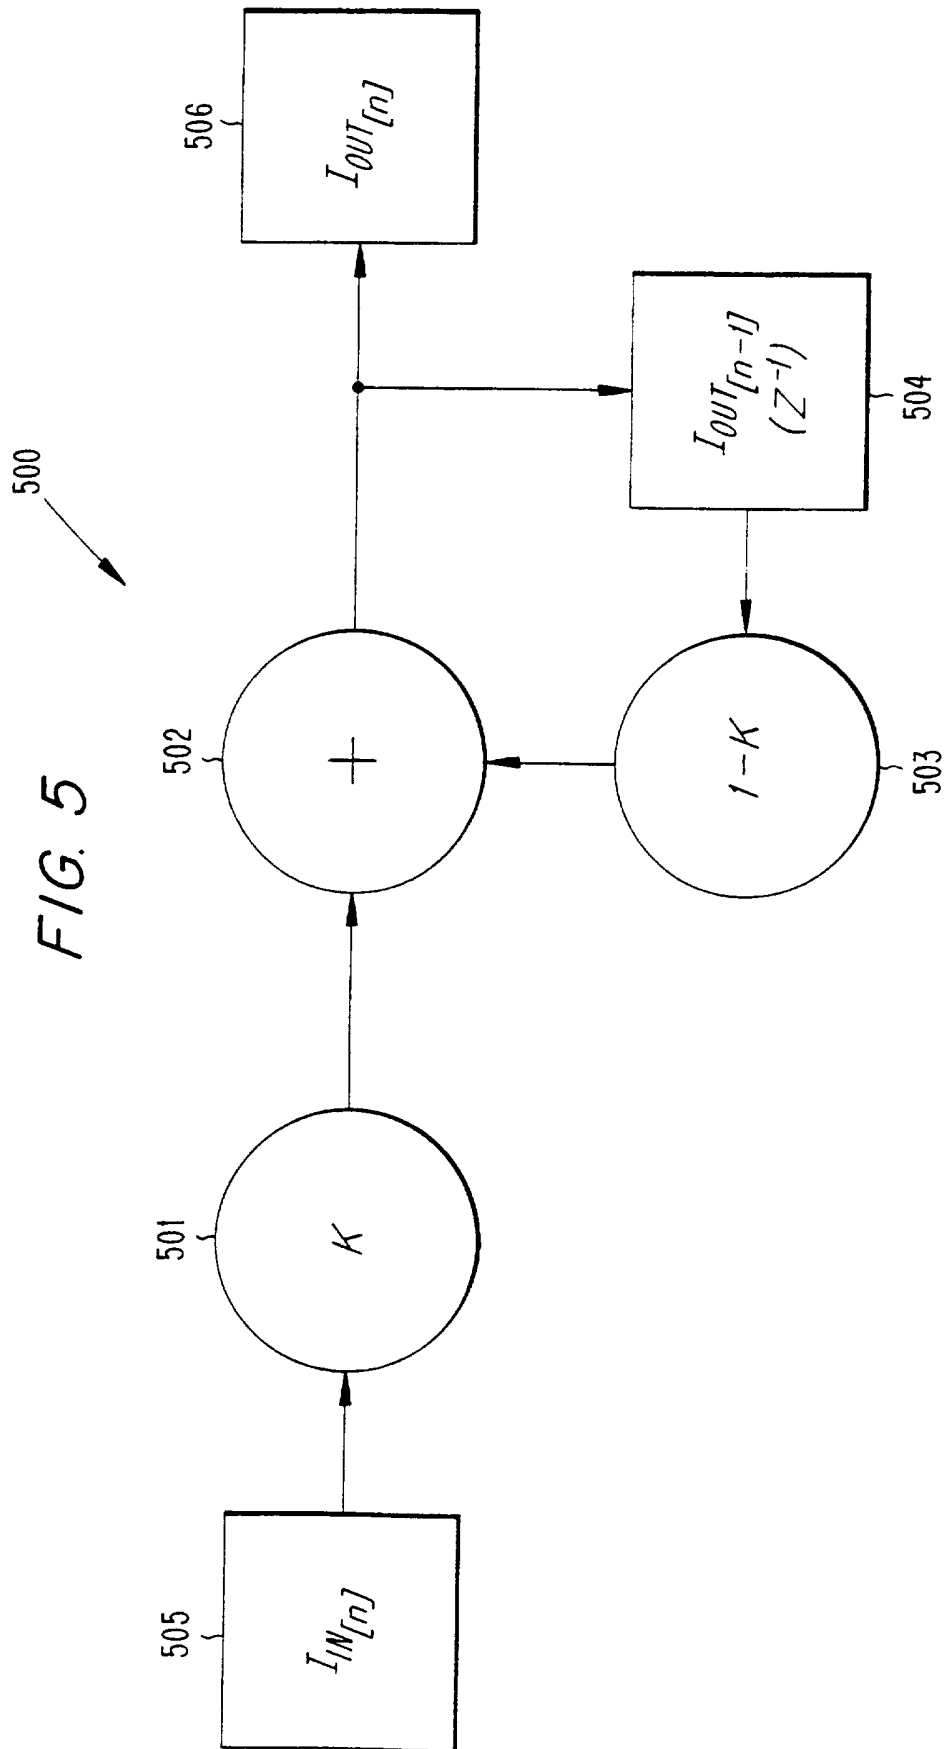 FIG. 5
500
505
I_IN[n]
501
K
502
+
506
I_OUT[n]
503
1-K
504
I_OUT[n-1]
(Z^-1)